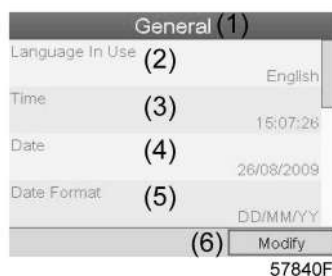 General (1)
Language In Use (2)
English
Time (3)
15:07:26
Date (4)
26/08/2009
Date Format (5)
DD/MM/YY
(6) Modify
57840F